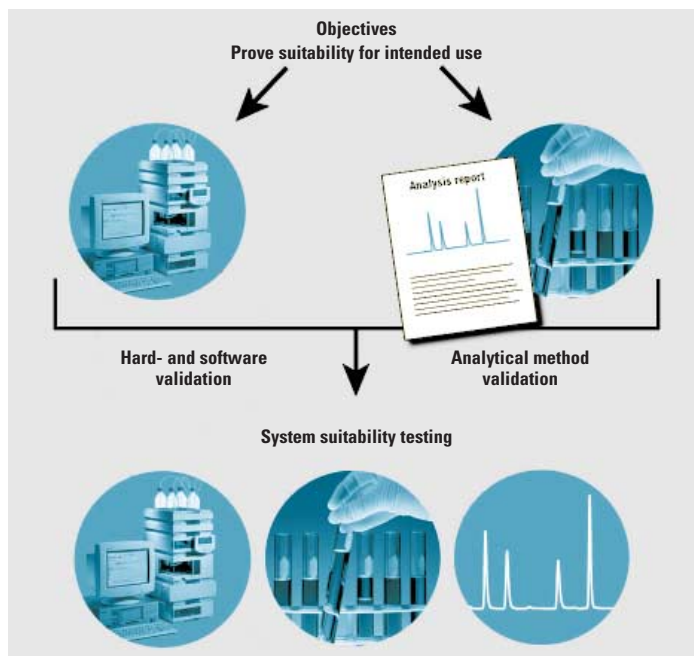 Objectives
Prove suitability for intended use
Analysis report
Hard- and software
validation
Analytical method
validation
System suitability testing